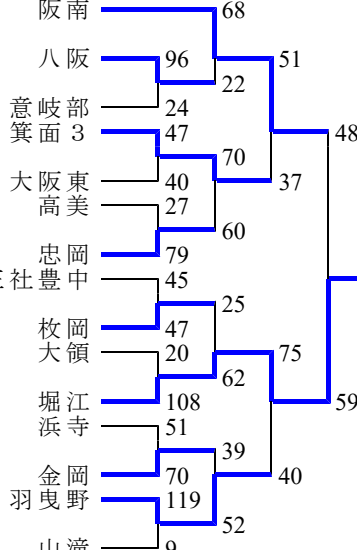 阪南 68
八阪 96 51
22
意岐部 24
箕面３ 47 48
70
大阪東 40 37
高美 27
60
忠岡 79
社豊中 45
25
枚岡 47
大領 20 75
62
堀江 108 59
浜寺 51
39
金岡 70 40
羽曳野 119
52
山滝 9